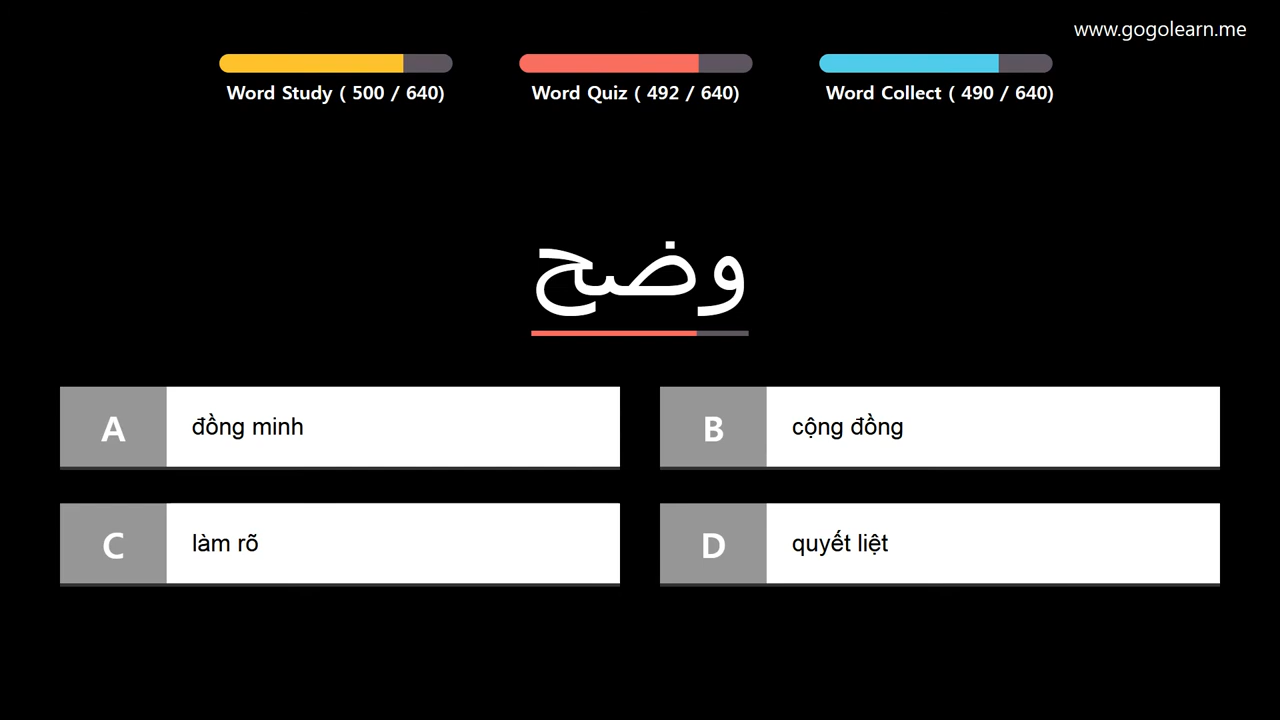 www.gogolearn.me
Word Study ( 500 / 640)
Word Quiz ( 492 / 640)
Word Collect ( 490 / 640)
وضح
A
đồng minh
B
cộng đồng
C
làm rõ
D
quyết liệt